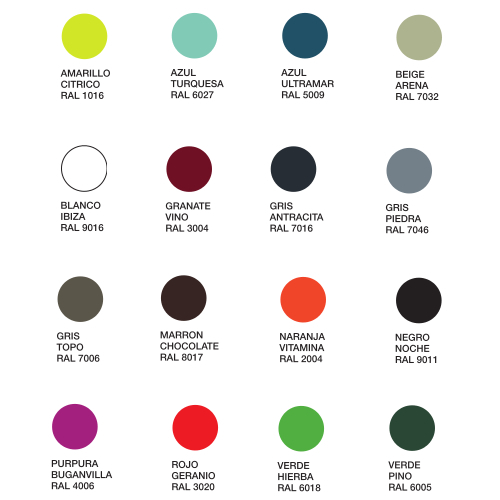 AMARILLO
CITRICO
RAL 1016
AZUL
TURQUESA
RAL 6027
AZUL
ULTRAMAR
RAL 5009
BEIGE
ARENA
RAL 7032
BLANCO
IBIZA
RAL 9016
GRANATE
VINO
RAL 3004
GRIS
ANTRACITA
RAL 7016
GRIS
PIEDRA
RAL 7046
GRIS
TOPO
RAL 7006
MARRON
CHOCOLATE
RAL 8017
NARANJA
VITAMINA
RAL 2004
NEGRO
NOCHE
RAL 9011
PURPURA
BUGANVILLA
RAL 4006
ROJO
GERANIO
RAL 3020
VERDE
HIERBA
RAL 6018
VERDE
PINO
RAL 6005